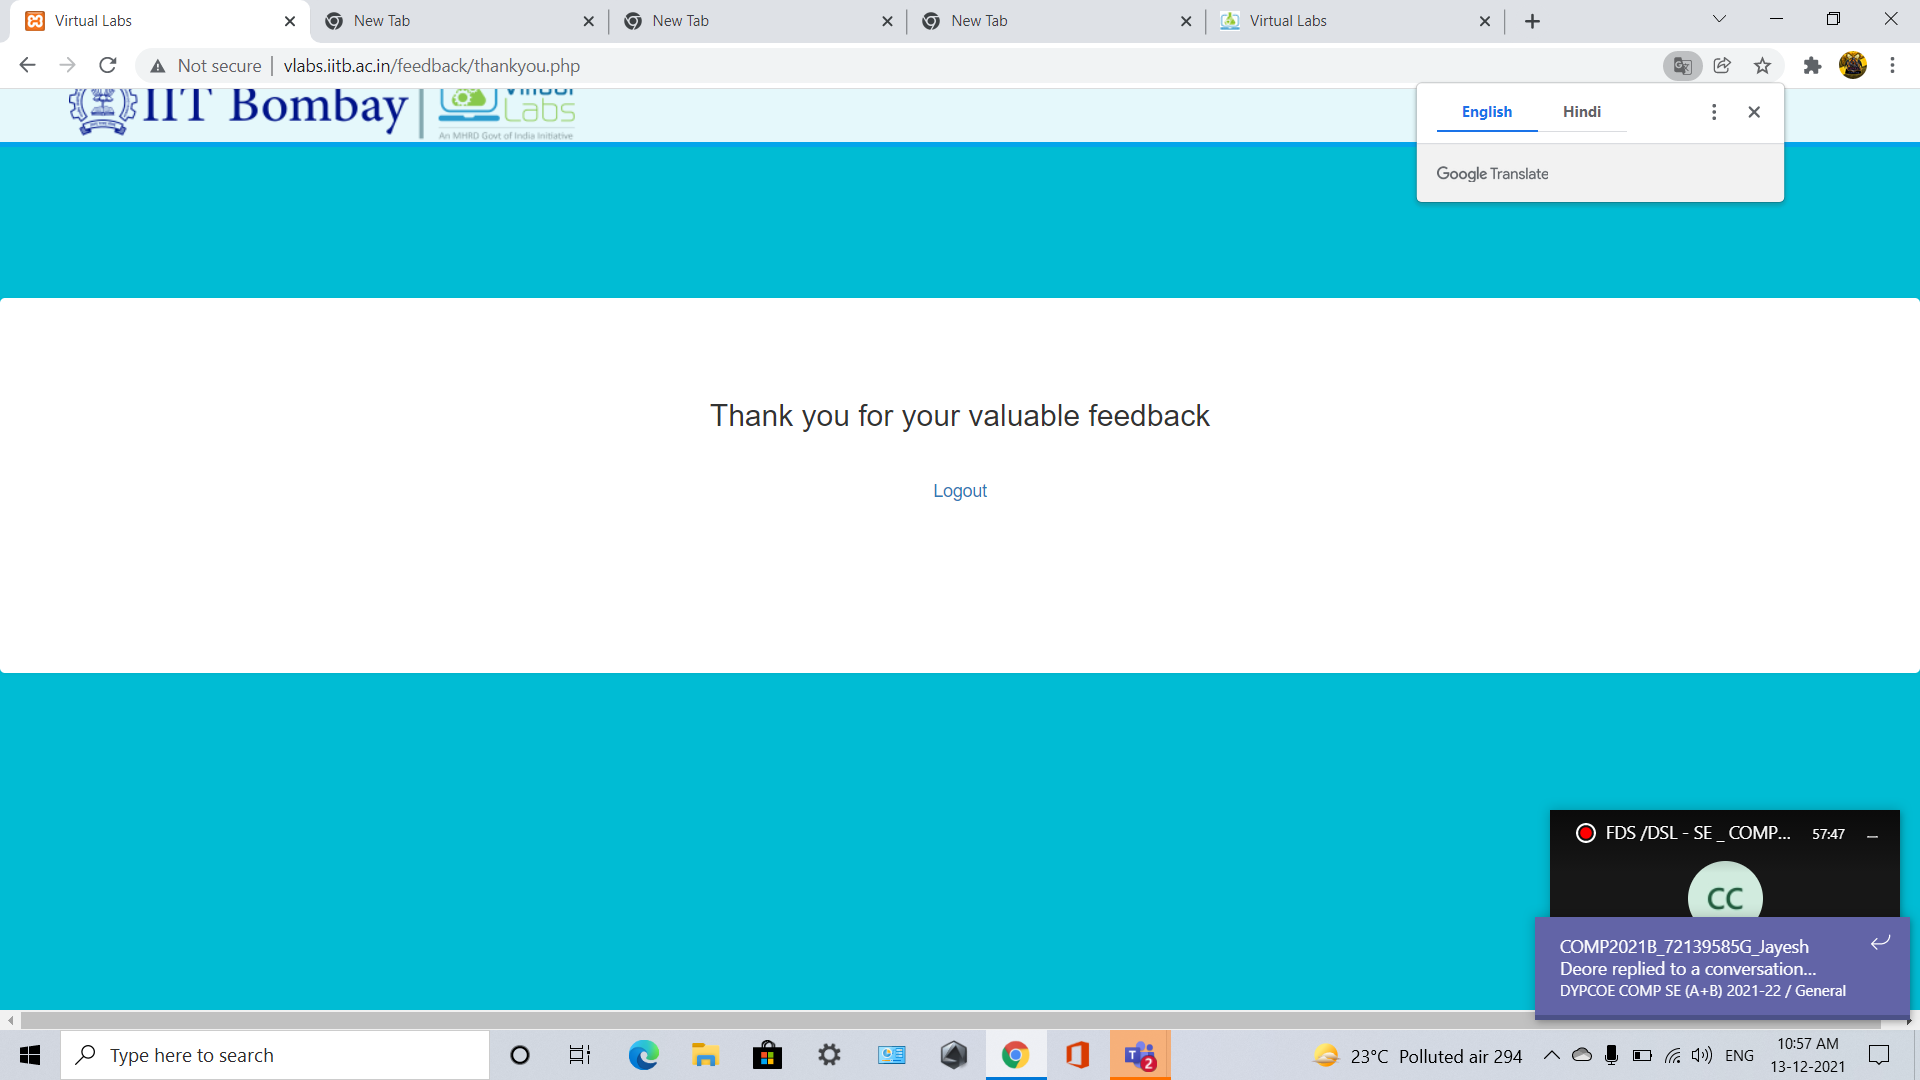 Virtual Labs
New Tab
New Tab
New Tab
Virtual Labs
Not secure
vlabs.iitb.ac.in/feedback/thankyou.php
IIT Bombay
Virtual
Labs
An MHRD Govt of India Initiative
English
Hindi
Google Translate
Thank you for your valuable feedback
Logout
FDS /DSL - SE _ COMP... 57:47
CC
COMP2021B_72139585G_Jayesh
Deore replied to a conversation...
DYPCOE COMP SE (A+B) 2021-22 / General
Type here to search
T 2
23°C Polluted air 294
ENG
10:57 AM
13-12-2021